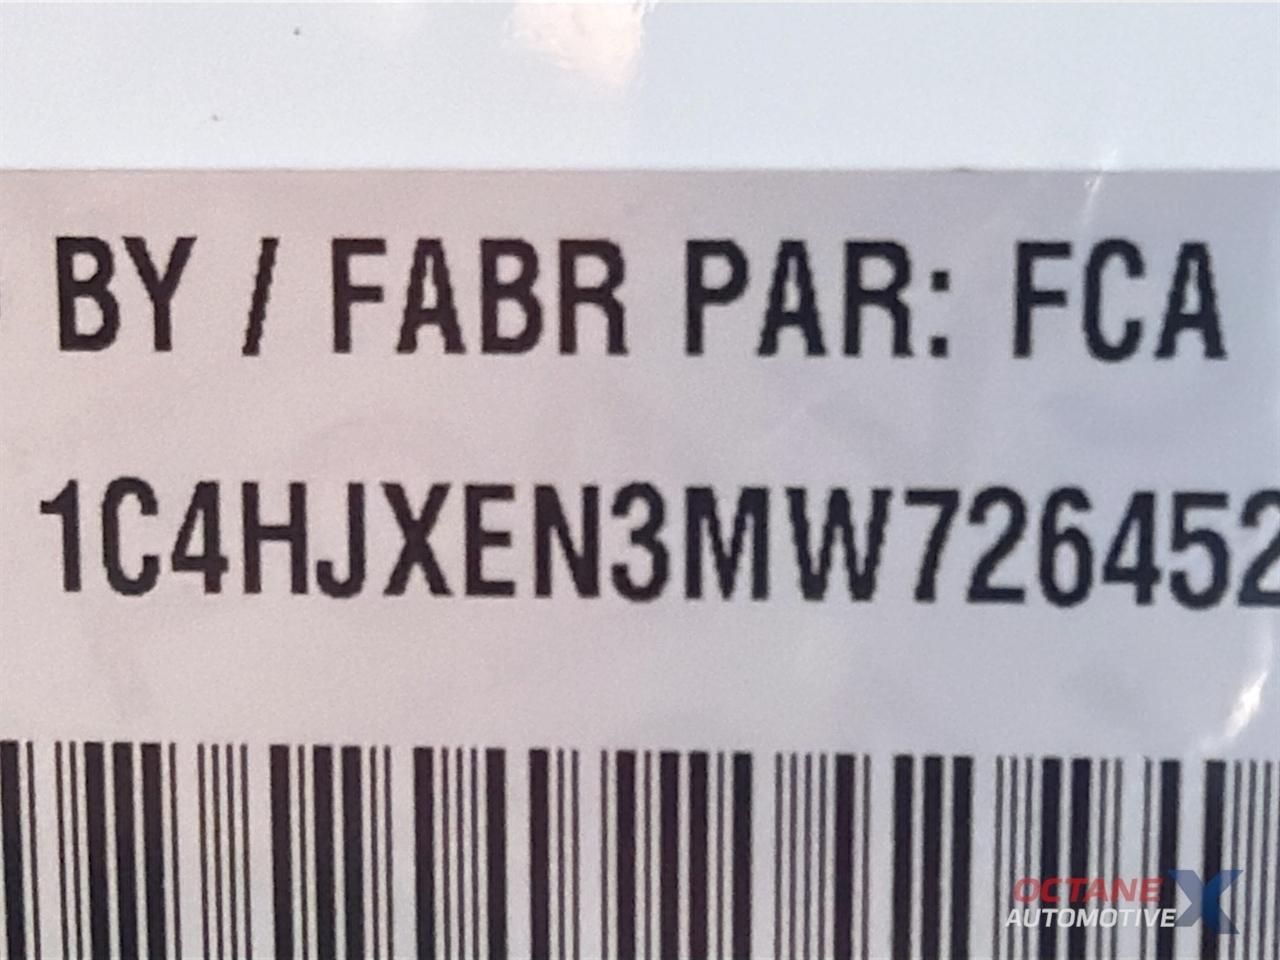 BY / FABR PAR: FCA
1C4HJXEN3MW726452
OCTANE X
AUTOMOTIVE